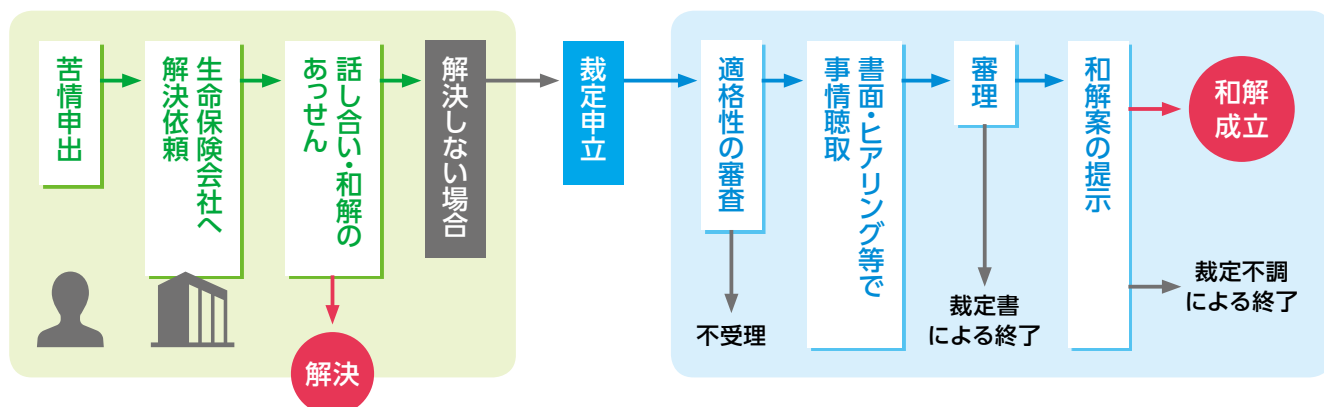 苦情申出
生命保険会社へ
解決依頼
話し合い・和解の
あっせん
解決
解決しない場合
裁定申立
適格性の審査
不受理
書面・ヒアリング等で
事情聴取
審理
裁定書
による終了
和解案の提示
和解
成立
裁定不調
による終了